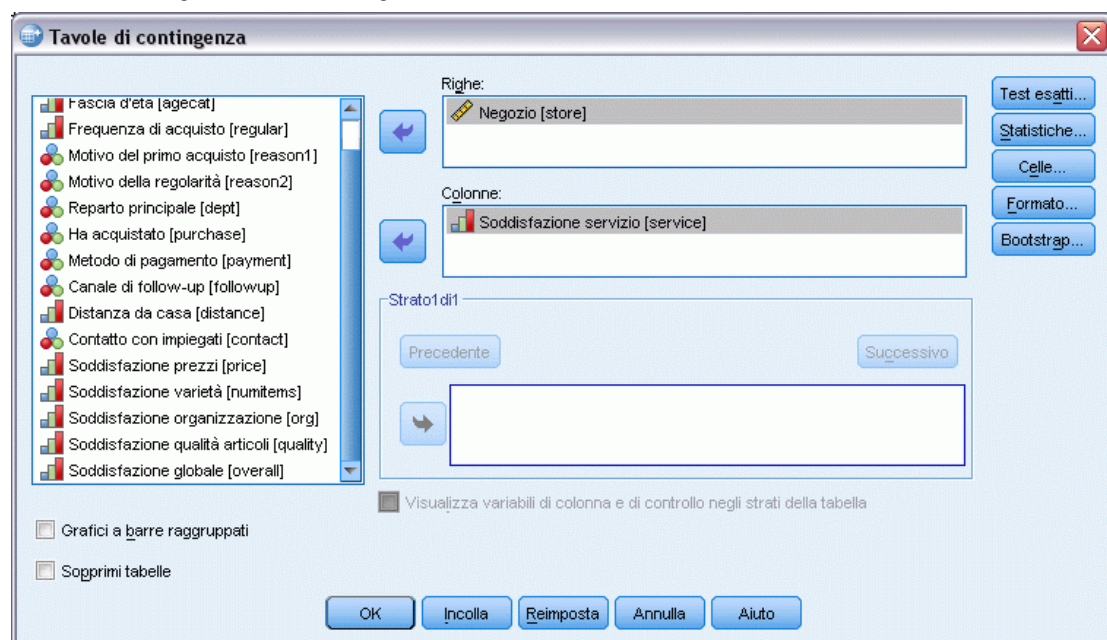 Tavole di contingenza
Fascia d'età [agecat]
Frequenza di acquisto [regular]
Motivo del primo acquisto [reason1]
Motivo della regolarità [reason2]
Reparto principale [dept]
Ha acquistato [purchase]
Metodo di pagamento [payment]
Canale di follow-up [followup]
Distanza da casa [distance]
Contatto con impiegati [contact]
Soddisfazione prezzi [price]
Soddisfazione varietà [numitems]
Soddisfazione organizzazione [org]
Soddisfazione qualità articoli [quality]
Soddisfazione globale [overall]
Righe:
Negozio [store]
Colonne:
Soddisfazione servizio [service]
Strato1di1
Precedente
Successivo
Visualizza variabili di colonna e di controllo negli strati della tabella
Test esatti...
Statistiche...
Celle...
Formato...
Bootstrap...
Grafici a barre raggruppati
Sopprimi tabelle
OK
Incolla
Reimposta
Annulla
Aiuto